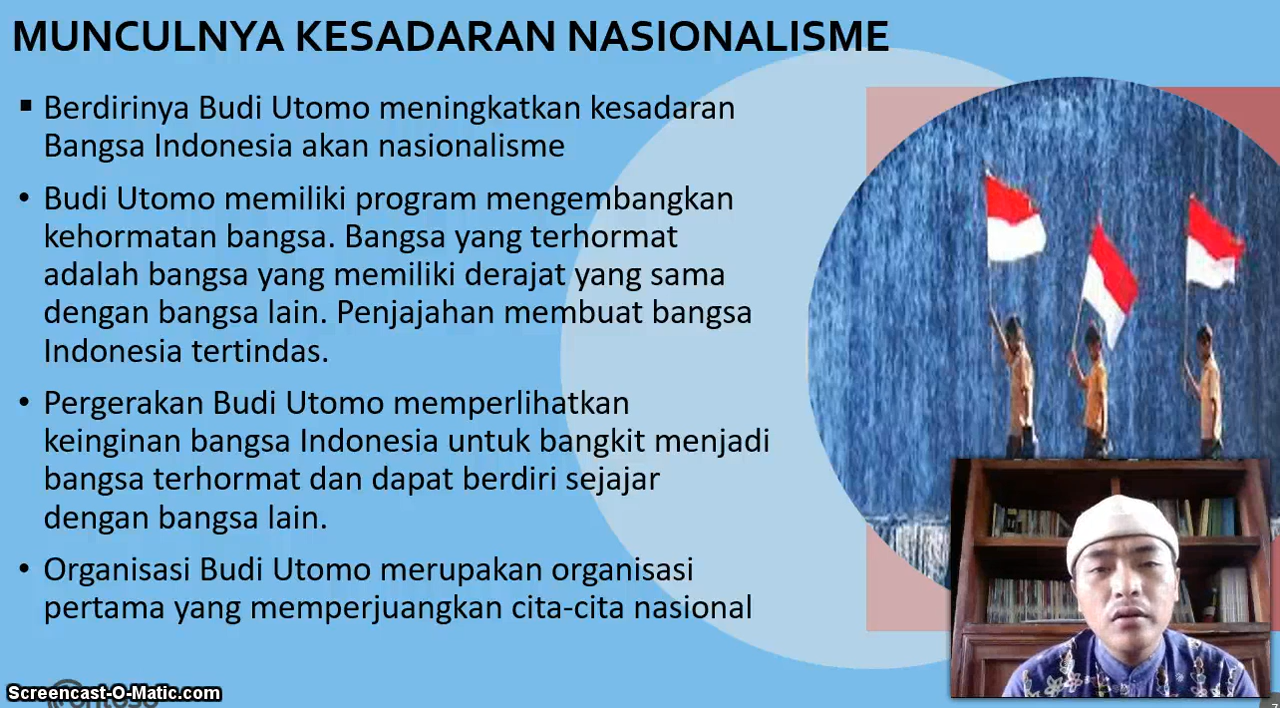 MUNCULNYA KESADARAN NASIONALISME
▪ Berdirinya Budi Utomo meningkatkan kesadaran
Bangsa Indonesia akan nasionalisme
• Budi Utomo memiliki program mengembangkan
kehormatan bangsa. Bangsa yang terhormat
adalah bangsa yang memiliki derajat yang sama
dengan bangsa lain. Penjajahan membuat bangsa
Indonesia tertindas.
• Pergerakan Budi Utomo memperlihatkan
keinginan bangsa Indonesia untuk bangkit menjadi
bangsa terhormat dan dapat berdiri sejajar
dengan bangsa lain.
• Organisasi Budi Utomo merupakan organisasi
pertama yang memperjuangkan cita-cita nasional
Screencast-O-Matic.com